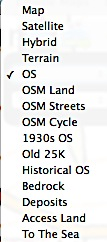 Map
Satellite
Hybrid
Terrain
✓ OS
OSM Land
OSM Streets
OSM Cycle
1930s OS
Old 25K
Historical OS
Bedrock
Deposits
Access Land
To The Sea